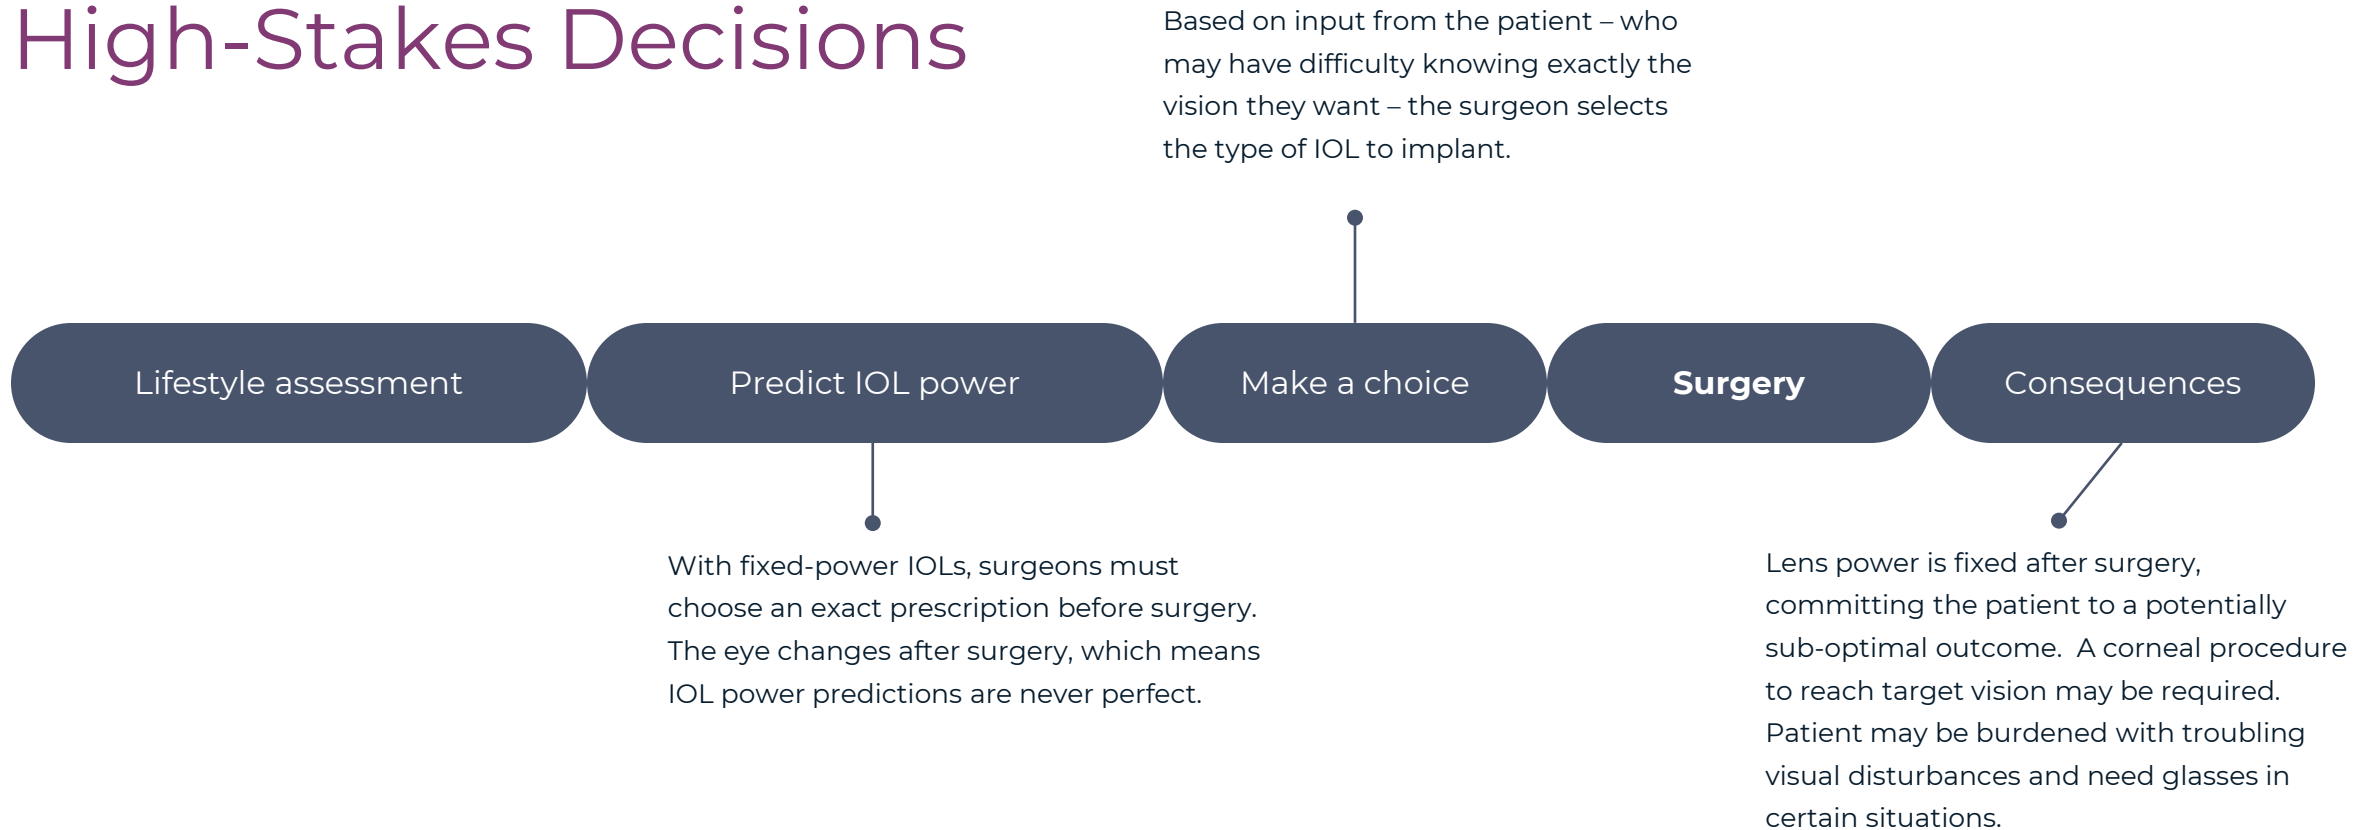 High-Stakes Decisions
Based on input from the patient – who
may have difficulty knowing exactly the
vision they want – the surgeon selects
the type of IOL to implant.
Lifestyle assessment
Predict IOL power
Make a choice
Surgery
Consequences
With fixed-power IOLs, surgeons must
choose an exact prescription before surgery.
The eye changes after surgery, which means
IOL power predictions are never perfect.
Lens power is fixed after surgery,
committing the patient to a potentially
sub-optimal outcome.  A corneal procedure
to reach target vision may be required.
Patient may be burdened with troubling
visual disturbances and need glasses in
certain situations.